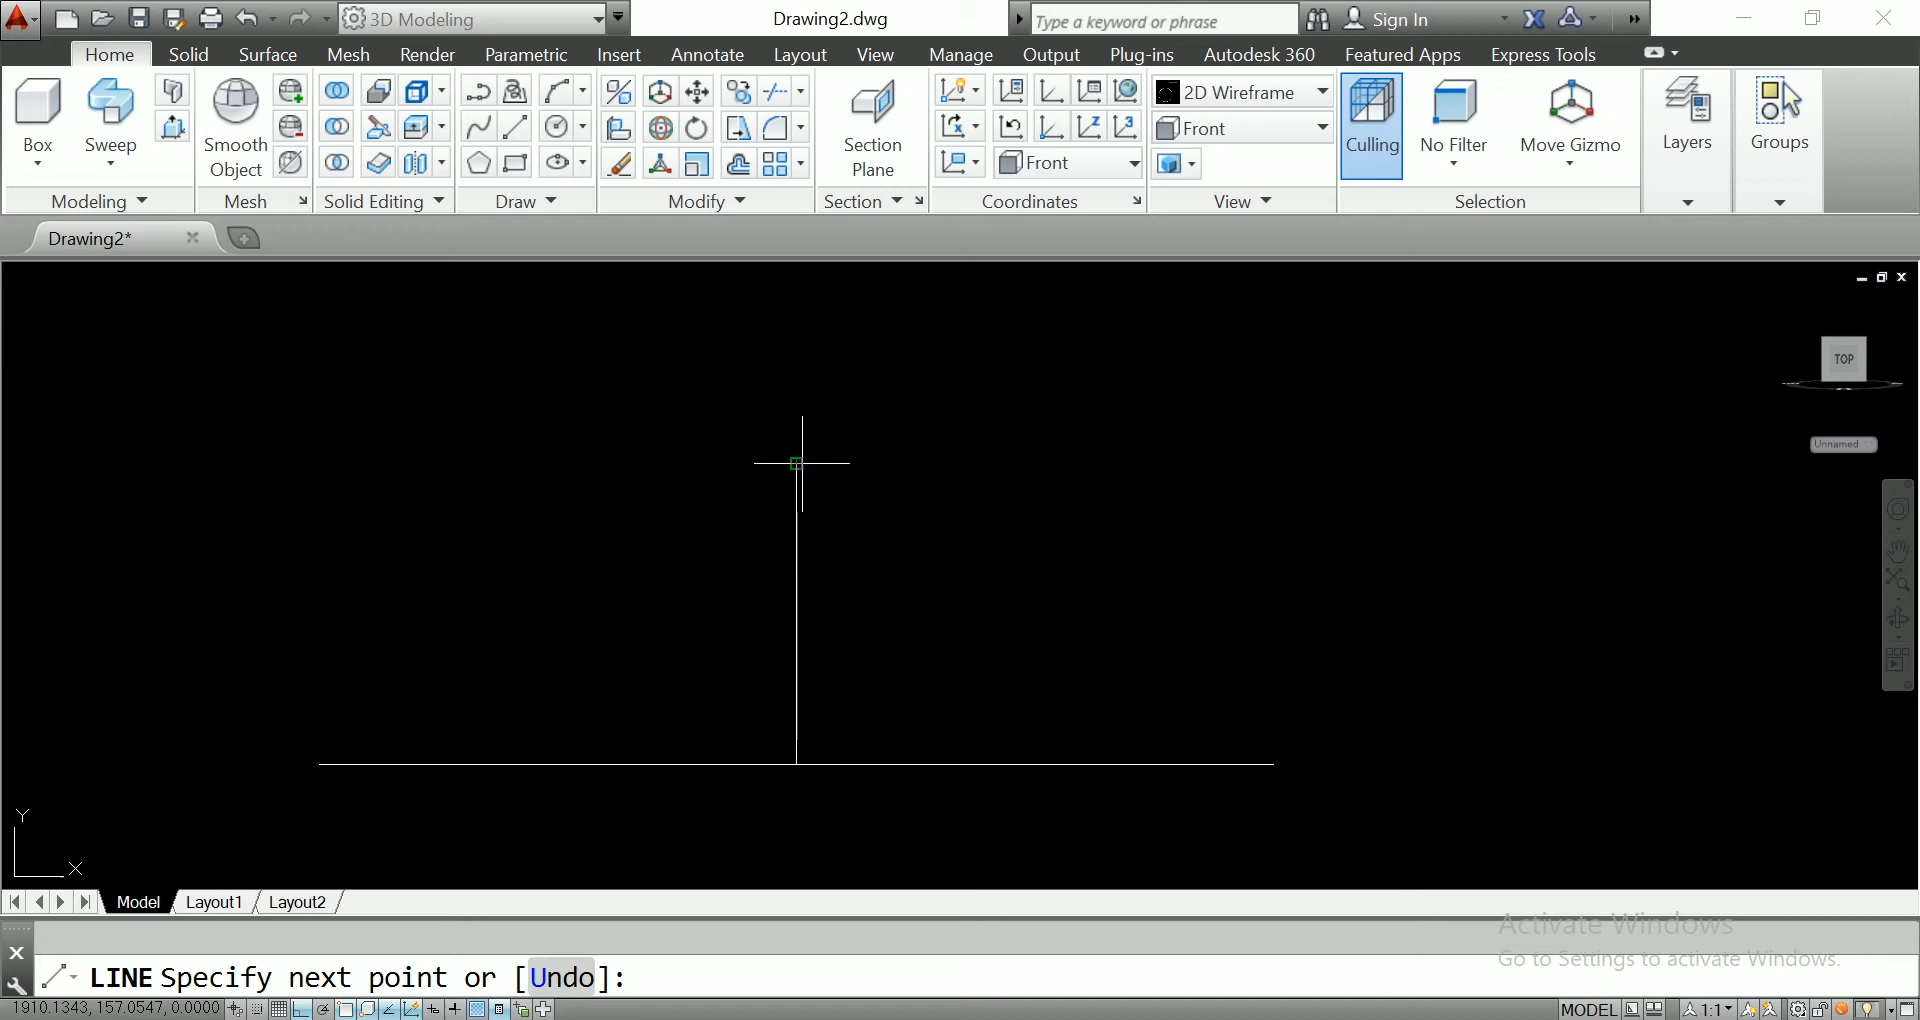 3D Modeling
Drawing2.dwg
Type a keyword or phrase
Sign In
Home Solid Surface Mesh Render Parametric Insert Annotate Layout View Manage Output Plug-ins Autodesk 360 Featured Apps Express Tools
2D Wireframe
Front
Box
Sweep
Smooth
Object
Section
Plane
Front
Culling
No Filter
Move Gizmo
Layers
Groups
Modeling
Mesh
Solid Editing
Draw
Modify
Section
Coordinates
View
Selection
Drawing2*
TOP
Unnamed
Y
X
Model Layout1 Layout2
Activate Windows
Go to Settings to activate Windows.
LINE Specify next point or [Undo]:
1910.1343, 157.0547, 0.0000
MODEL
1:1